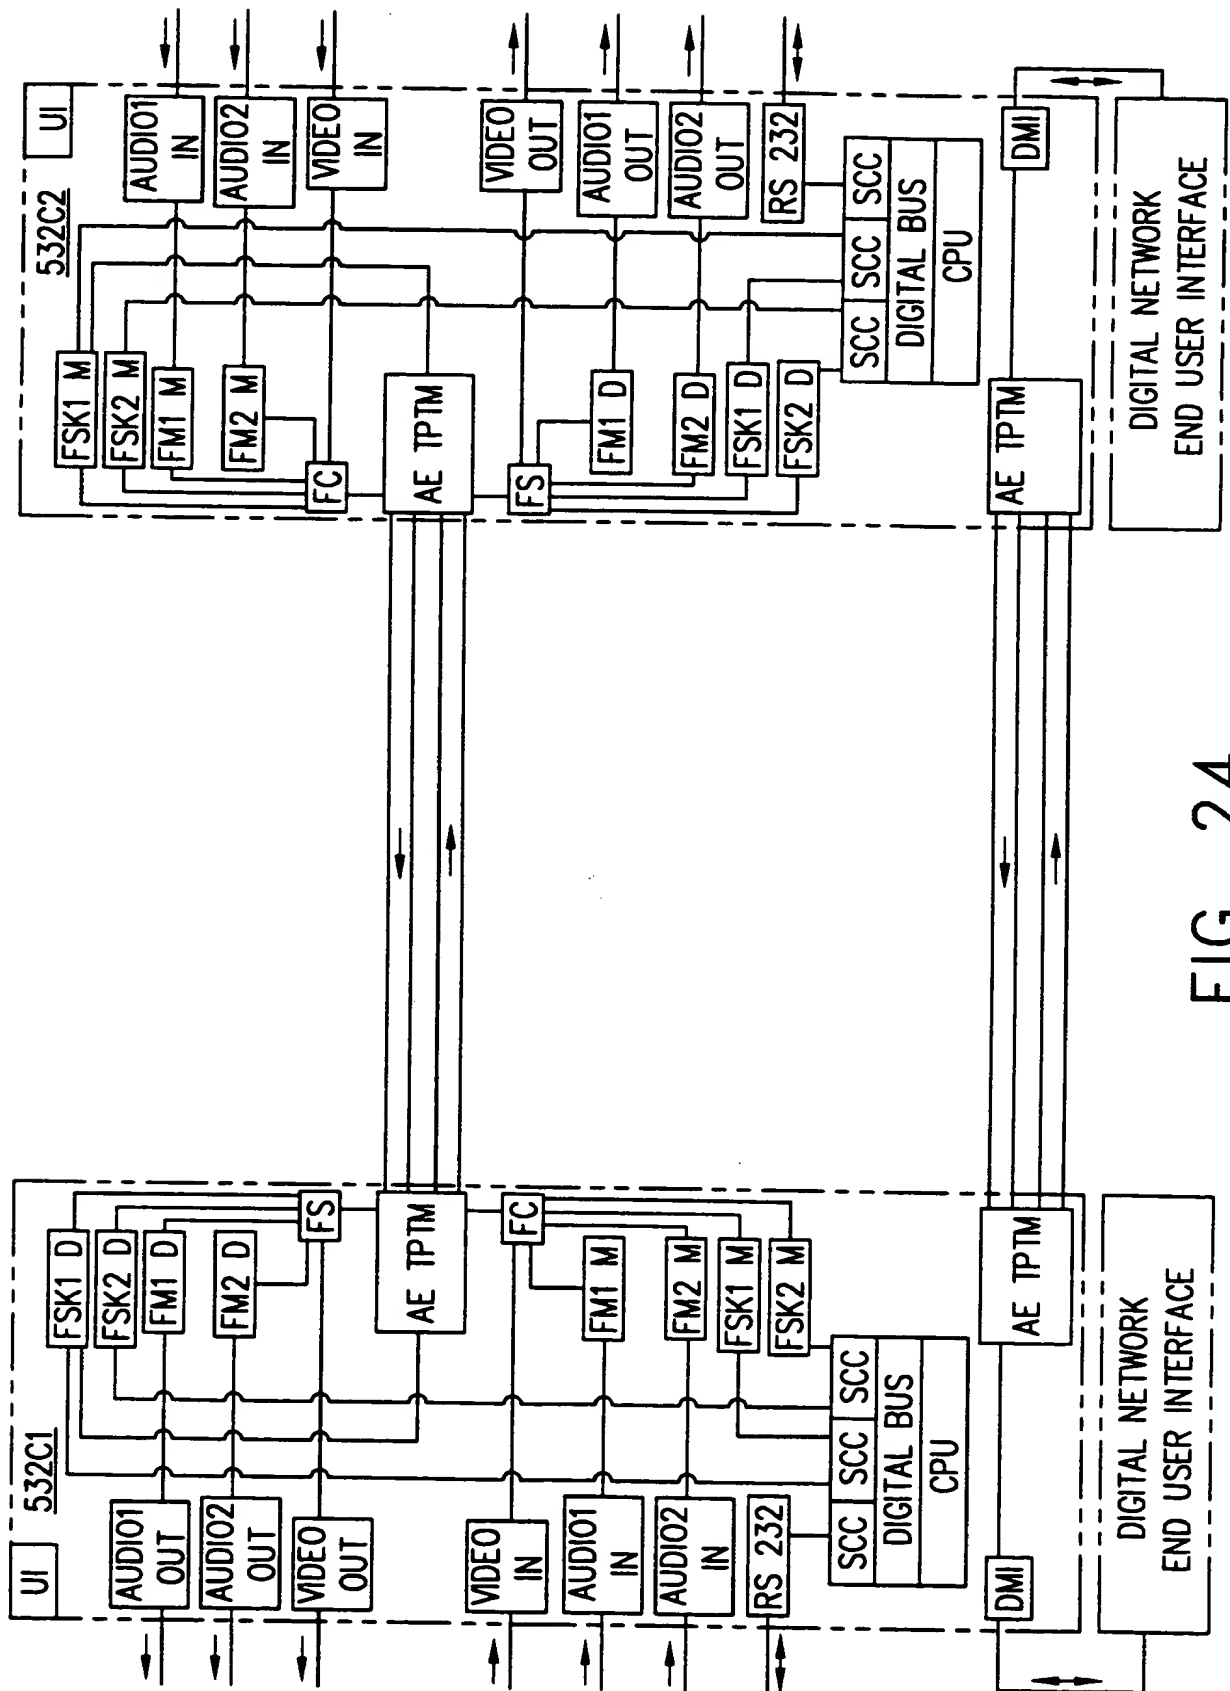 532C1
UI
AUDIO1
OUT
AUDIO2
OUT
VIDEO
OUT
VIDEO
IN
AUDIO1
IN
AUDIO2
IN
RS 232
FSK1 D
FSK2 D
FM1 D
FM2 D
FS
AE TPTM
FC
FM1 M
FM2 M
FSK1 M
FSK2 M
SCC
SCC
SCC
DIGITAL BUS
CPU
DMI
AE TPTM
DIGITAL NETWORK
END USER INTERFACE
532C2
UI
AUDIO1
IN
AUDIO2
IN
VIDEO
IN
VIDEO
OUT
AUDIO1
OUT
AUDIO2
OUT
RS 232
FSK1 M
FSK2 M
FM1 M
FM2 M
FC
AE TPTM
FS
FM1 D
FM2 D
FSK1 D
FSK2 D
SCC
SCC
SCC
DIGITAL BUS
CPU
DMI
AE TPTM
DIGITAL NETWORK
END USER INTERFACE
FIG. 24